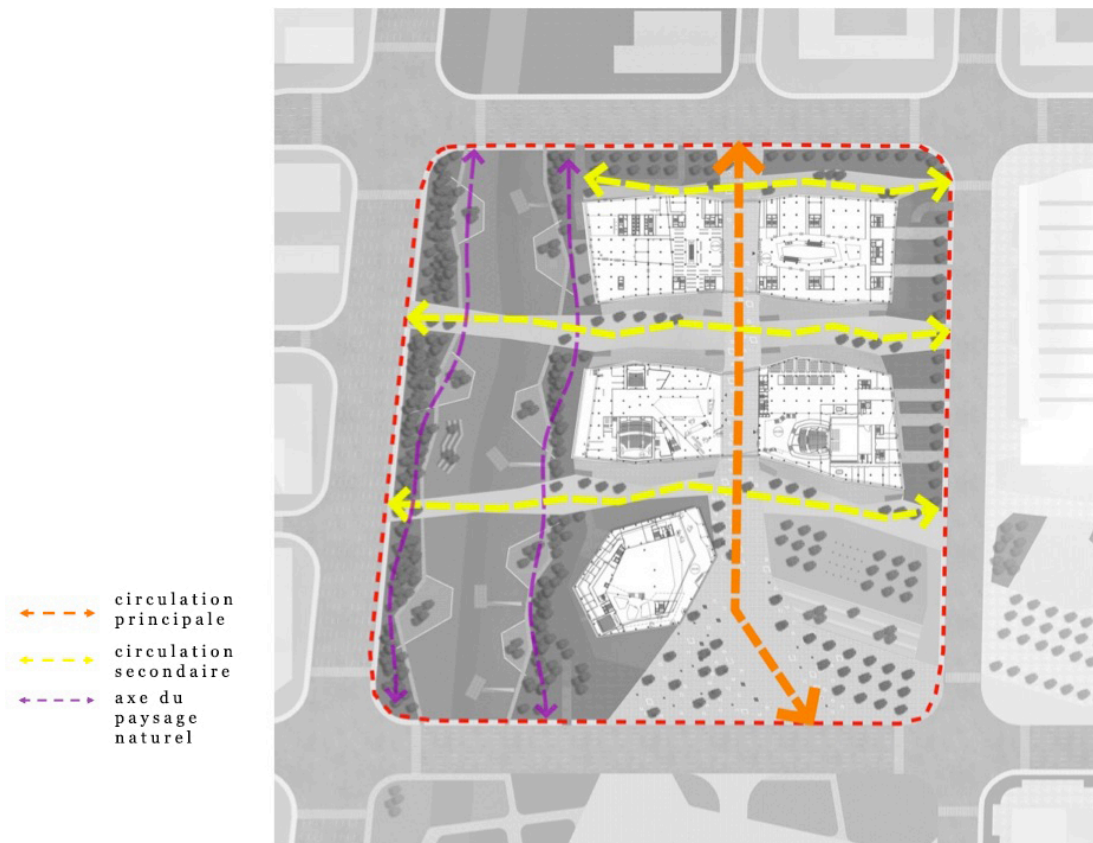 circulation
principale
circulation
secondaire
axe du
paysage
naturel